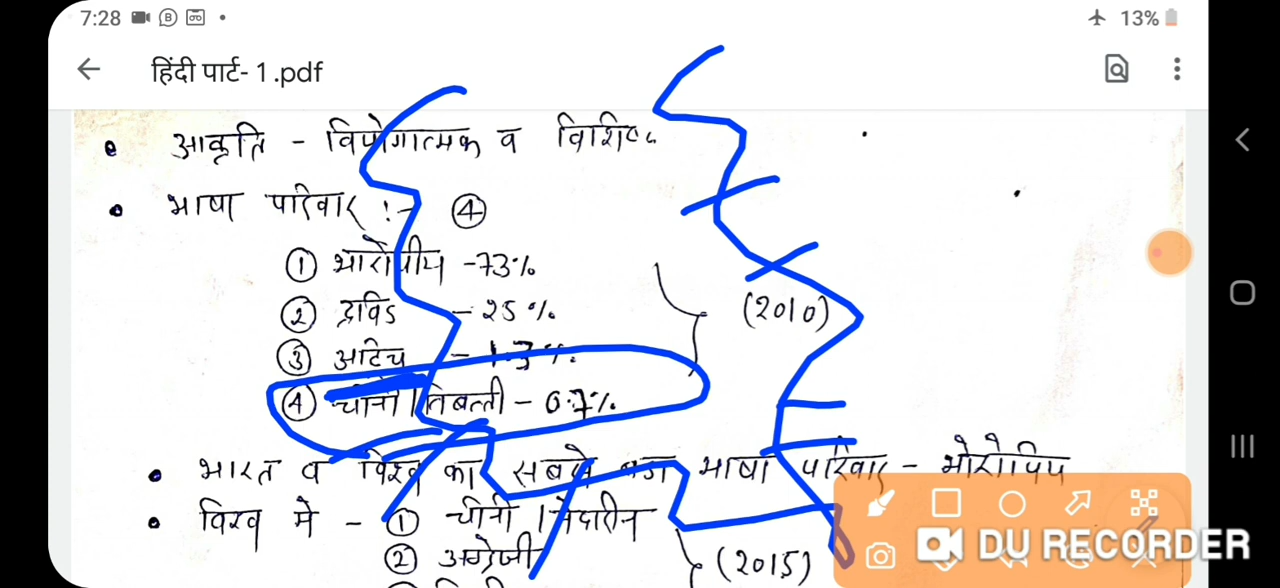 7:28 13%
हिंदी पार्ट- 1.pdf
आकृति - वियोगात्मक व
भाषा परिवार :- ④
① भारोपीय - 73%
② द्रविड - 25%
③ - 1.3%
④ चीनी / तिबत्ती - 0.7%
(2010)
भारत व विश्व का सबसे बड़ा भाषा परिवार -
विश्व में - ① चीनी / मंदारीन
② अंग्रेजी
(2015)
DU RECORDER